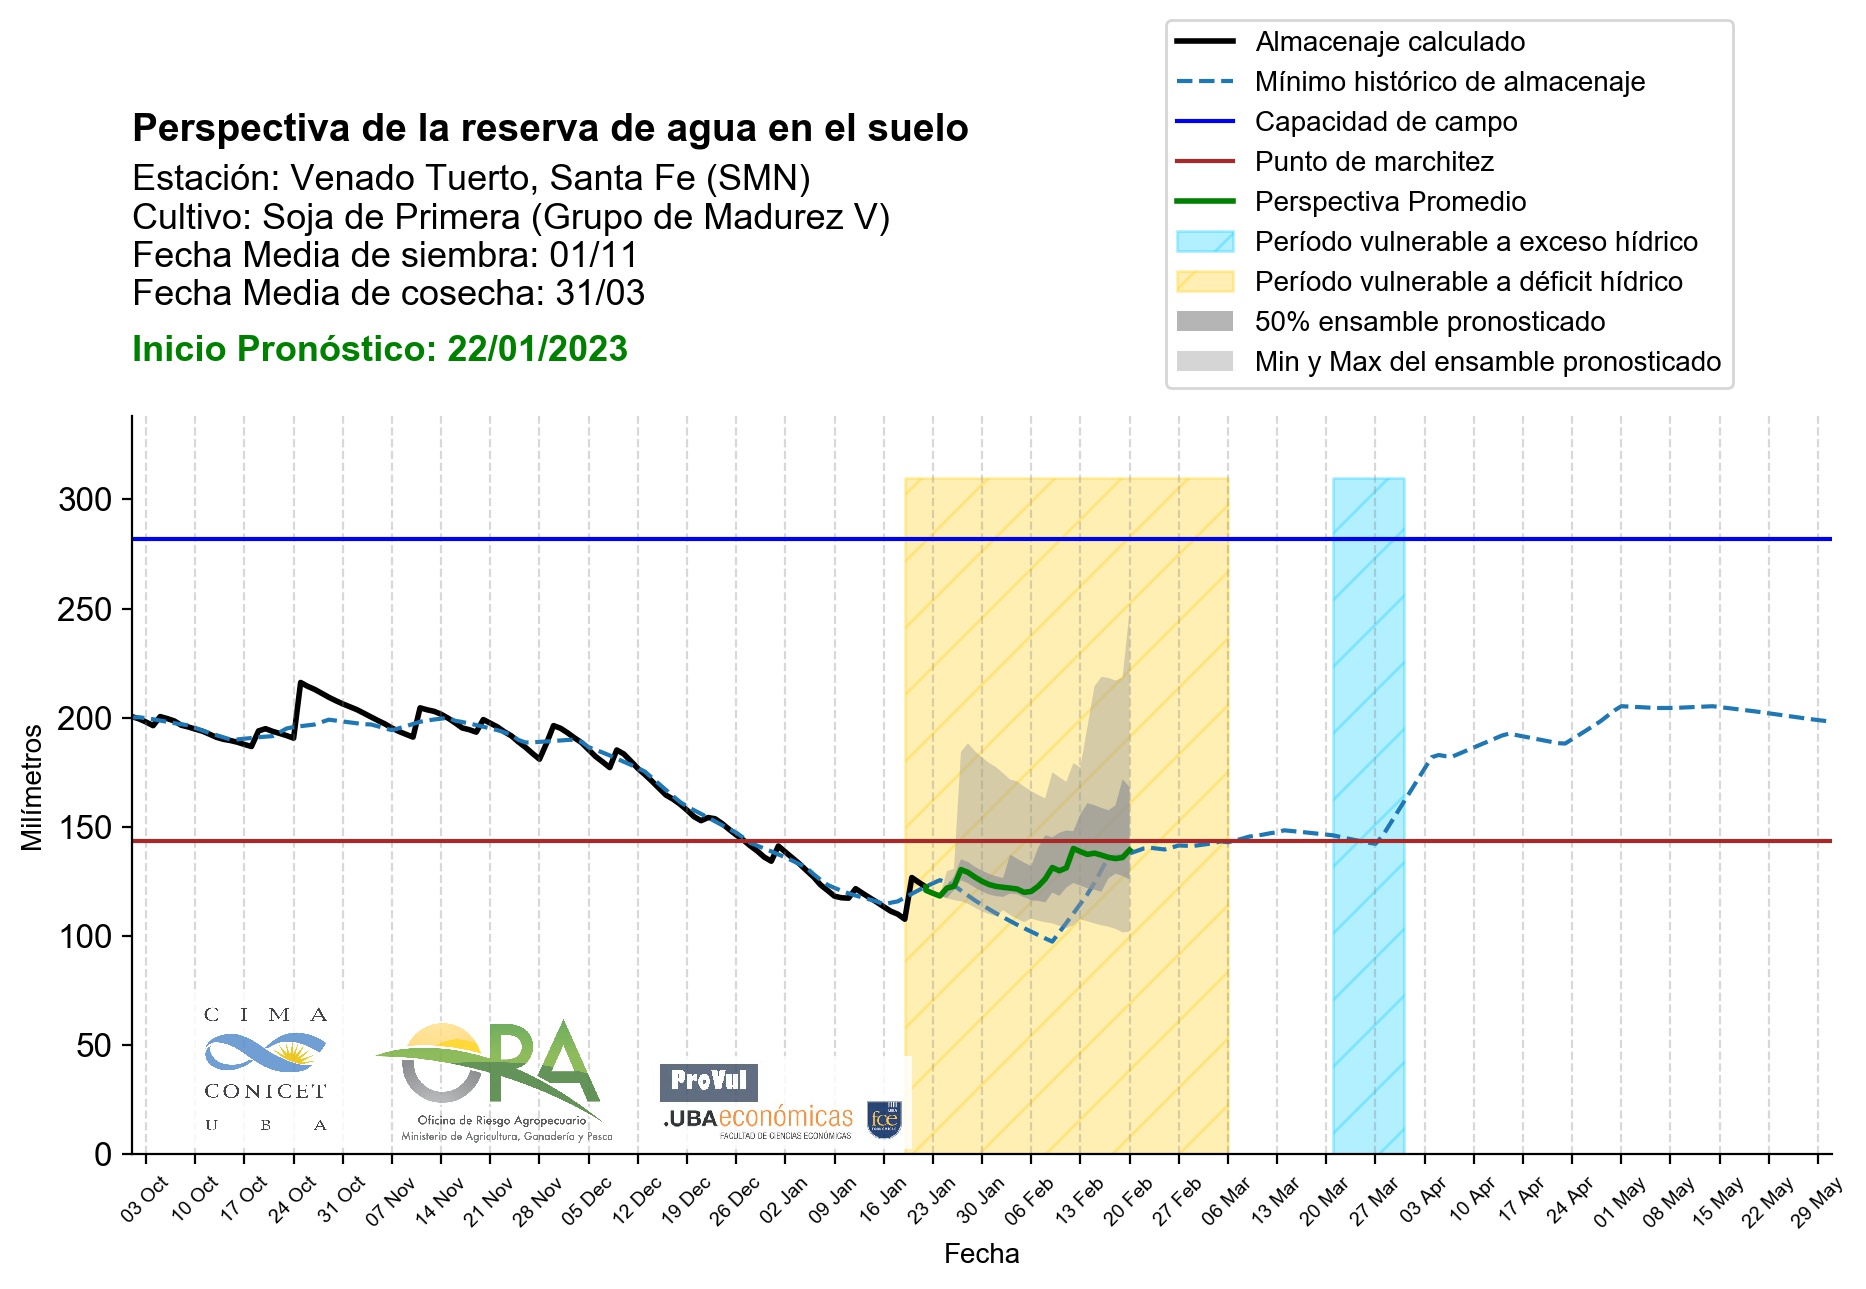 Almacenaje calculado
Mínimo histórico de almacenaje
Capacidad de campo
Punto de marchitez
Perspectiva Promedio
Período vulnerable a exceso hídrico
Período vulnerable a déficit hídrico
50% ensamble pronosticado
Min y Max del ensamble pronosticado
Perspectiva de la reserva de agua en el suelo
Estación: Venado Tuerto, Santa Fe (SMN)
Cultivo: Soja de Primera (Grupo de Madurez V)
Fecha Media de siembra: 01/11
Fecha Media de cosecha: 31/03
Inicio Pronóstico: 22/01/2023
Milímetros
300
250
200
150
100
50
0
CIMA
CONICET
UBA
ORA
Oficina de Riesgo Agropecuario
Ministerio de Agricultura, Ganadería y Pesca
ProVul
.UBAeconómicas
FACULTAD DE CIENCIAS ECONÓMICAS
UBA
fce
ECONÓMICAS
03 Oct
10 Oct
17 Oct
24 Oct
31 Oct
07 Nov
14 Nov
21 Nov
28 Nov
05 Dec
12 Dec
19 Dec
26 Dec
02 Jan
09 Jan
16 Jan
23 Jan
30 Jan
06 Feb
13 Feb
20 Feb
27 Feb
06 Mar
13 Mar
20 Mar
27 Mar
03 Apr
10 Apr
17 Apr
24 Apr
01 May
08 May
15 May
22 May
29 May
Fecha